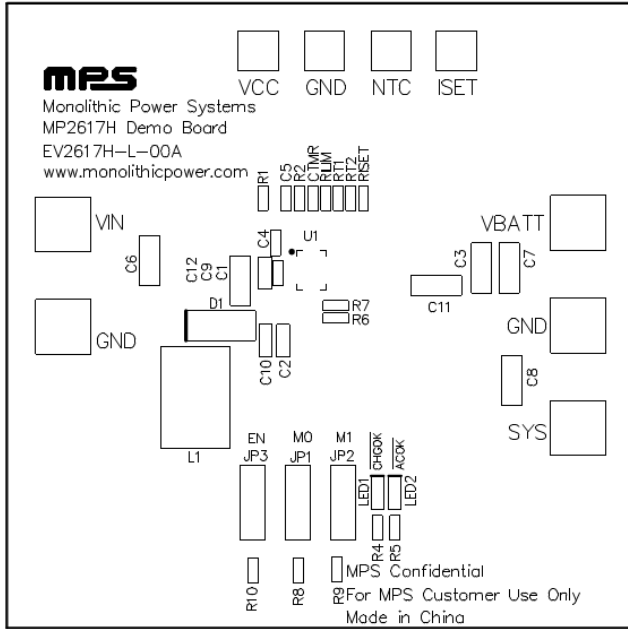 VCC GND NTC ISET
MPS
Monolithic Power Systems
MP2617H Demo Board
EV2617H-L-00A
www.monolithicpower.com
R1 C5 R2 CTMR RLIM RT1 RT2 RISET
VIN
VBATT
C6
C12 C9 C1 C4 U1
C3 C7
C11
D1
R7
R6
GND
GND
C10 C2
C8
L1
SYS
EN M0 M1
JP3 JP1 JP2
CHGOK ACOK
LED1 LED2
R4 R5
R10 R8 R9
MPS Confidential
For MPS Customer Use Only
Made in China